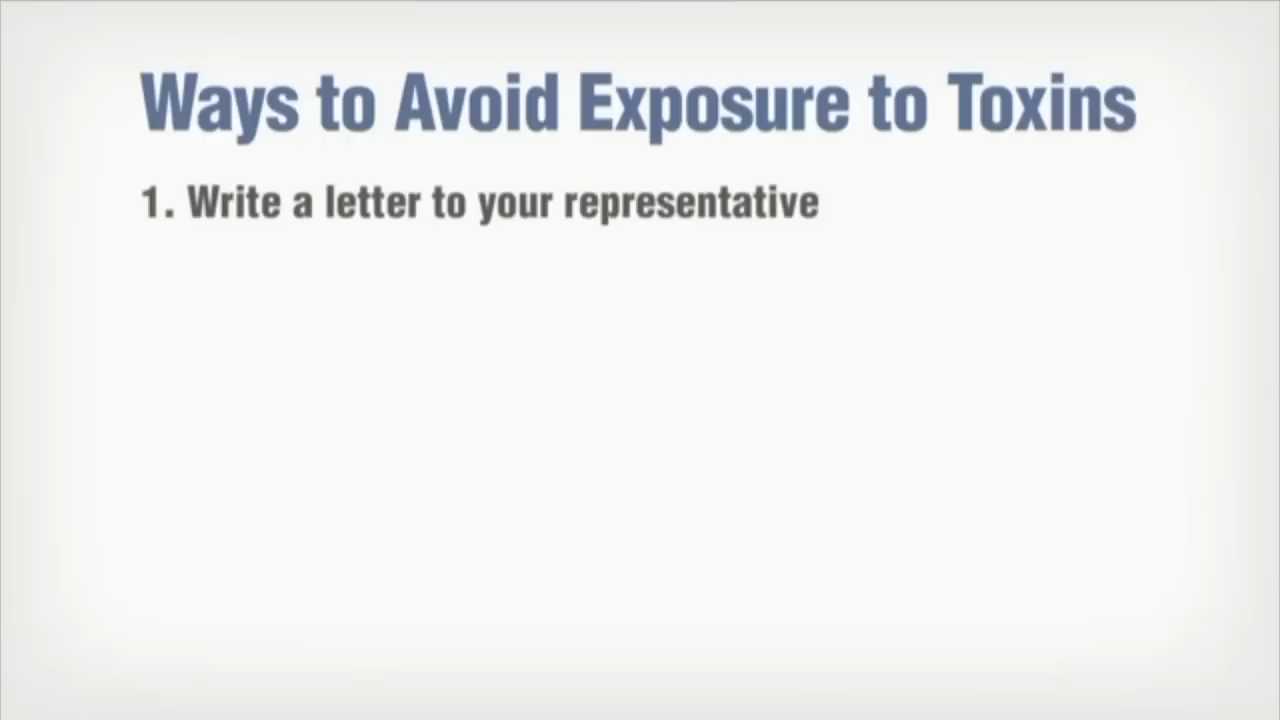 Ways to Avoid Exposure to Toxins
1. Write a letter to your representative